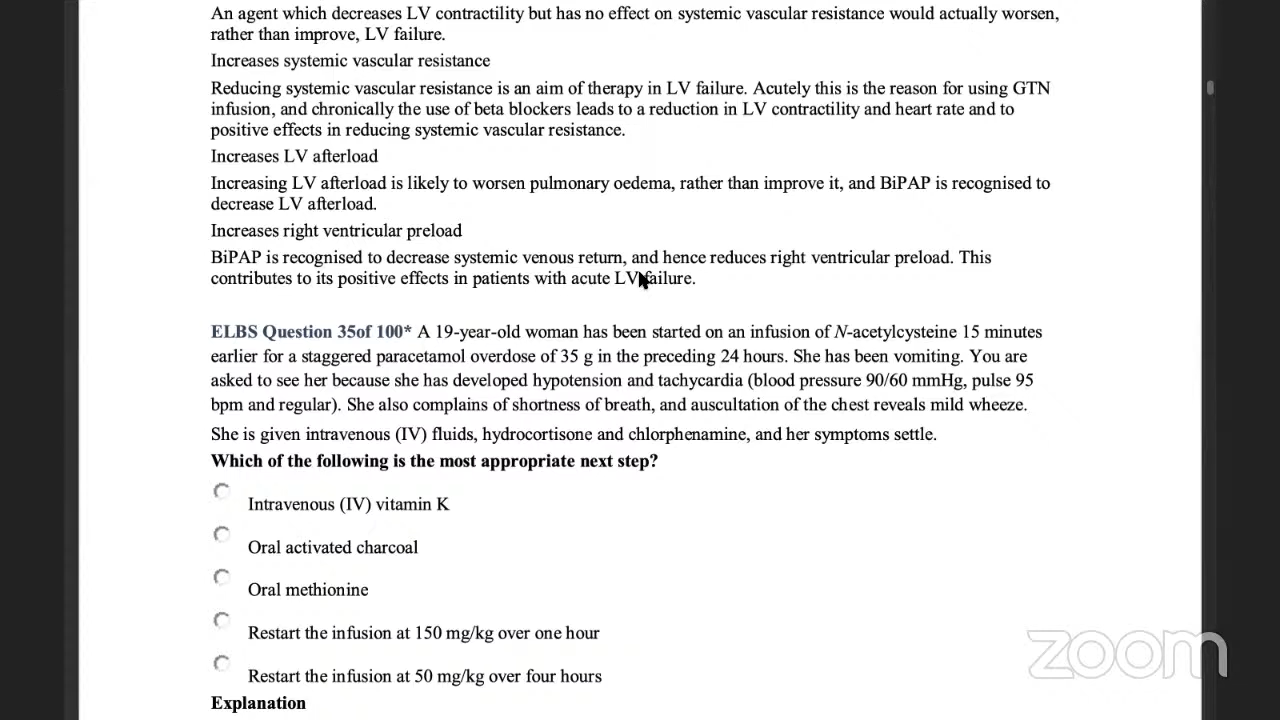 An agent which decreases LV contractility but has no effect on systemic vascular resistance would actually worsen,
rather than improve, LV failure.
Increases systemic vascular resistance
Reducing systemic vascular resistance is an aim of therapy in LV failure. Acutely this is the reason for using GTN
infusion, and chronically the use of beta blockers leads to a reduction in LV contractility and heart rate and to
positive effects in reducing systemic vascular resistance.
Increases LV afterload
Increasing LV afterload is likely to worsen pulmonary oedema, rather than improve it, and BiPAP is recognised to
decrease LV afterload.
Increases right ventricular preload
BiPAP is recognised to decrease systemic venous return, and hence reduces right ventricular preload. This
contributes to its positive effects in patients with acute LV failure.
ELBS Question 35of 100* A 19-year-old woman has been started on an infusion of N-acetylcysteine 15 minutes
earlier for a staggered paracetamol overdose of 35 g in the preceding 24 hours. She has been vomiting. You are
asked to see her because she has developed hypotension and tachycardia (blood pressure 90/60 mmHg, pulse 95
bpm and regular). She also complains of shortness of breath, and auscultation of the chest reveals mild wheeze.
She is given intravenous (IV) fluids, hydrocortisone and chlorphenamine, and her symptoms settle.
Which of the following is the most appropriate next step?
Intravenous (IV) vitamin K
Oral activated charcoal
Oral methionine
Restart the infusion at 150 mg/kg over one hour
Restart the infusion at 50 mg/kg over four hours
Explanation
zoom